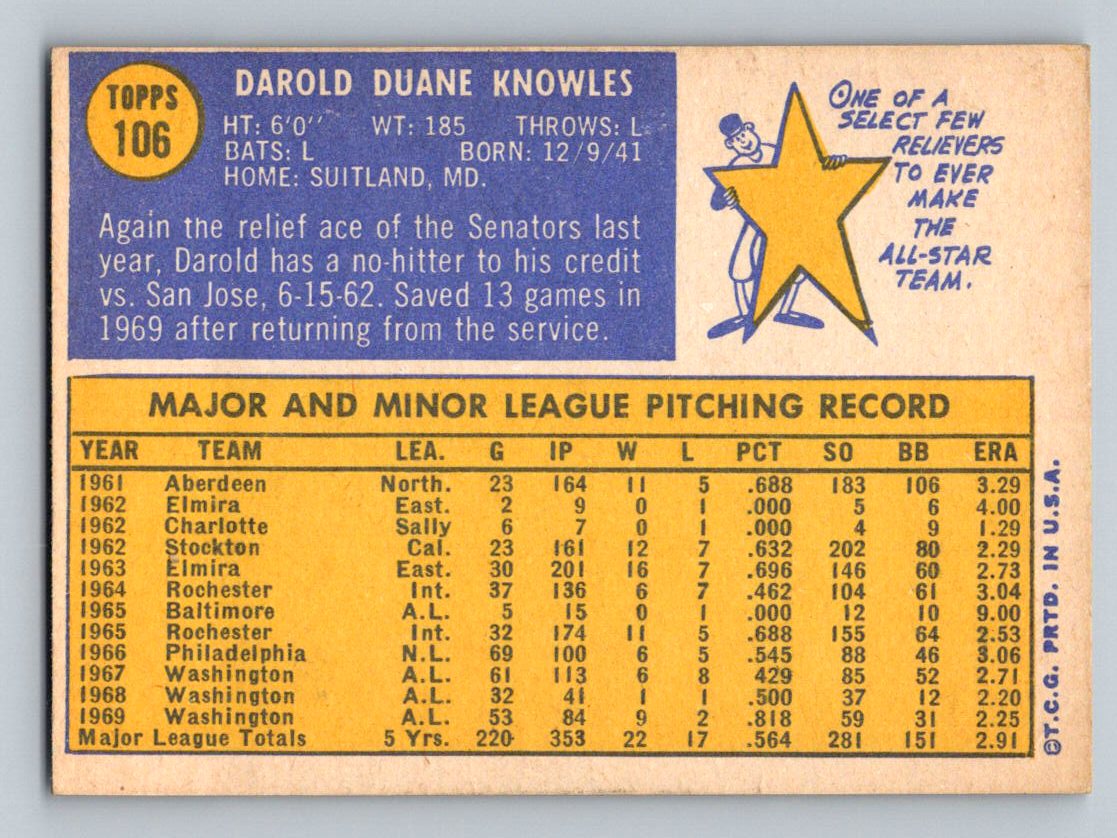 TOPPS
106
DAROLD DUANE KNOWLES
HT: 6'0" WT: 185 THROWS: L
BATS: L BORN: 12/9/41
HOME: SUITLAND, MD.
Again the relief ace of the Senators last
year, Darold has a no-hitter to his credit
vs. San Jose, 6-15-62. Saved 13 games in
1969 after returning from the service.
ONE OF A
SELECT FEW
RELIEVERS
TO EVER
MAKE
THE
ALL-STAR
TEAM.
MAJOR AND MINOR LEAGUE PITCHING RECORD
YEAR TEAM LEA. G IP W L PCT SO BB ERA
1961 Aberdeen North. 23 164 11 5 .688 183 106 3.29
1962 Elmira East. 2 9 0 1 .000 5 6 4.00
1962 Charlotte Sally 6 7 0 1 .000 4 9 1.29
1962 Stockton Cal. 23 161 12 7 .632 202 80 2.29
1963 Elmira East. 30 201 16 7 .696 146 60 2.73
1964 Rochester Int. 37 136 6 7 .462 104 61 3.04
1965 Baltimore A.L. 5 15 0 1 .000 12 10 9.00
1965 Rochester Int. 32 174 11 5 .688 155 64 2.53
1966 Philadelphia N.L. 69 100 6 5 .545 88 46 3.06
1967 Washington A.L. 61 113 6 8 429 85 52 2.71
1968 Washington A.L. 32 41 1 1 .500 37 12 2.20
1969 Washington A.L. 53 84 9 2 .818 59 31 2.25
Major League Totals 5 Yrs. 220 353 22 17 .564 281 151 2.91
©T.C.G. PRTD. IN U.S.A.